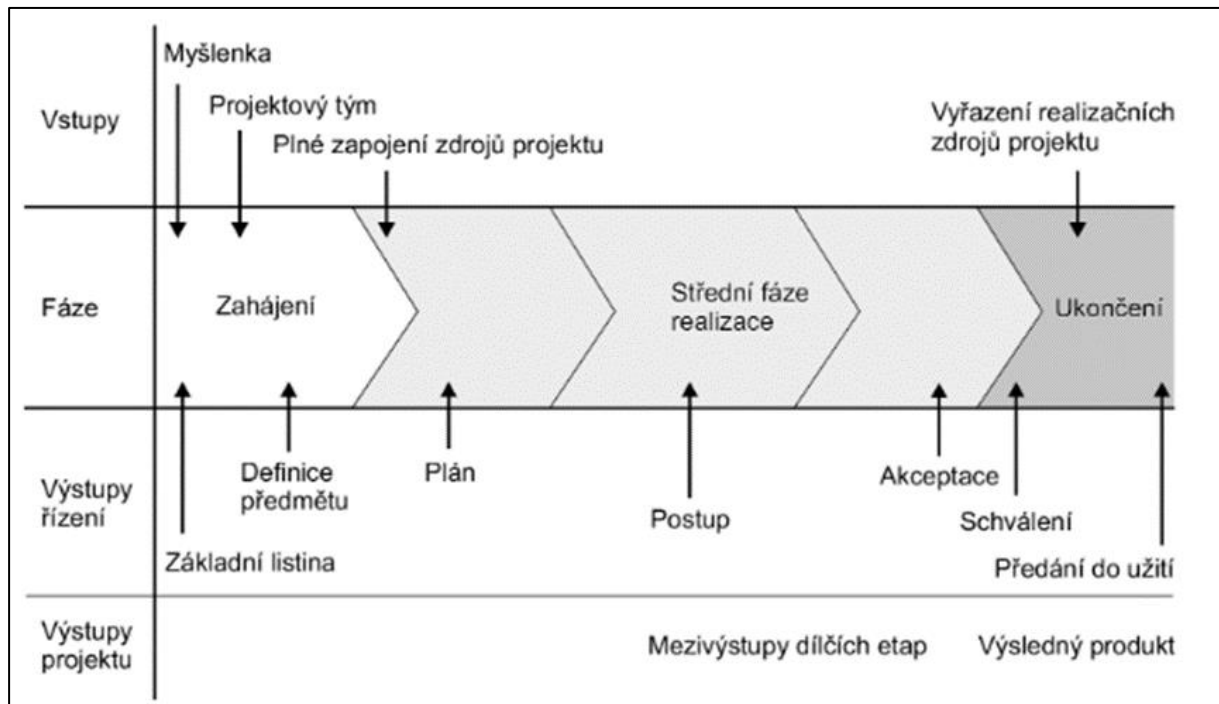 Myšlenka
Vstupy
Projektový tým
Plné zapojení zdrojů projektu
Vyřazení realizačních
zdrojů projektu
Fáze
Zahájení
Střední fáze
realizace
Ukončení
Výstupy
řízení
Definice
předmětu
Plán
Akceptace
Postup
Schválení
Základní listina
Předání do užití
Výstupy
projektu
Mezivýstupy dílčích etap
Výsledný produkt